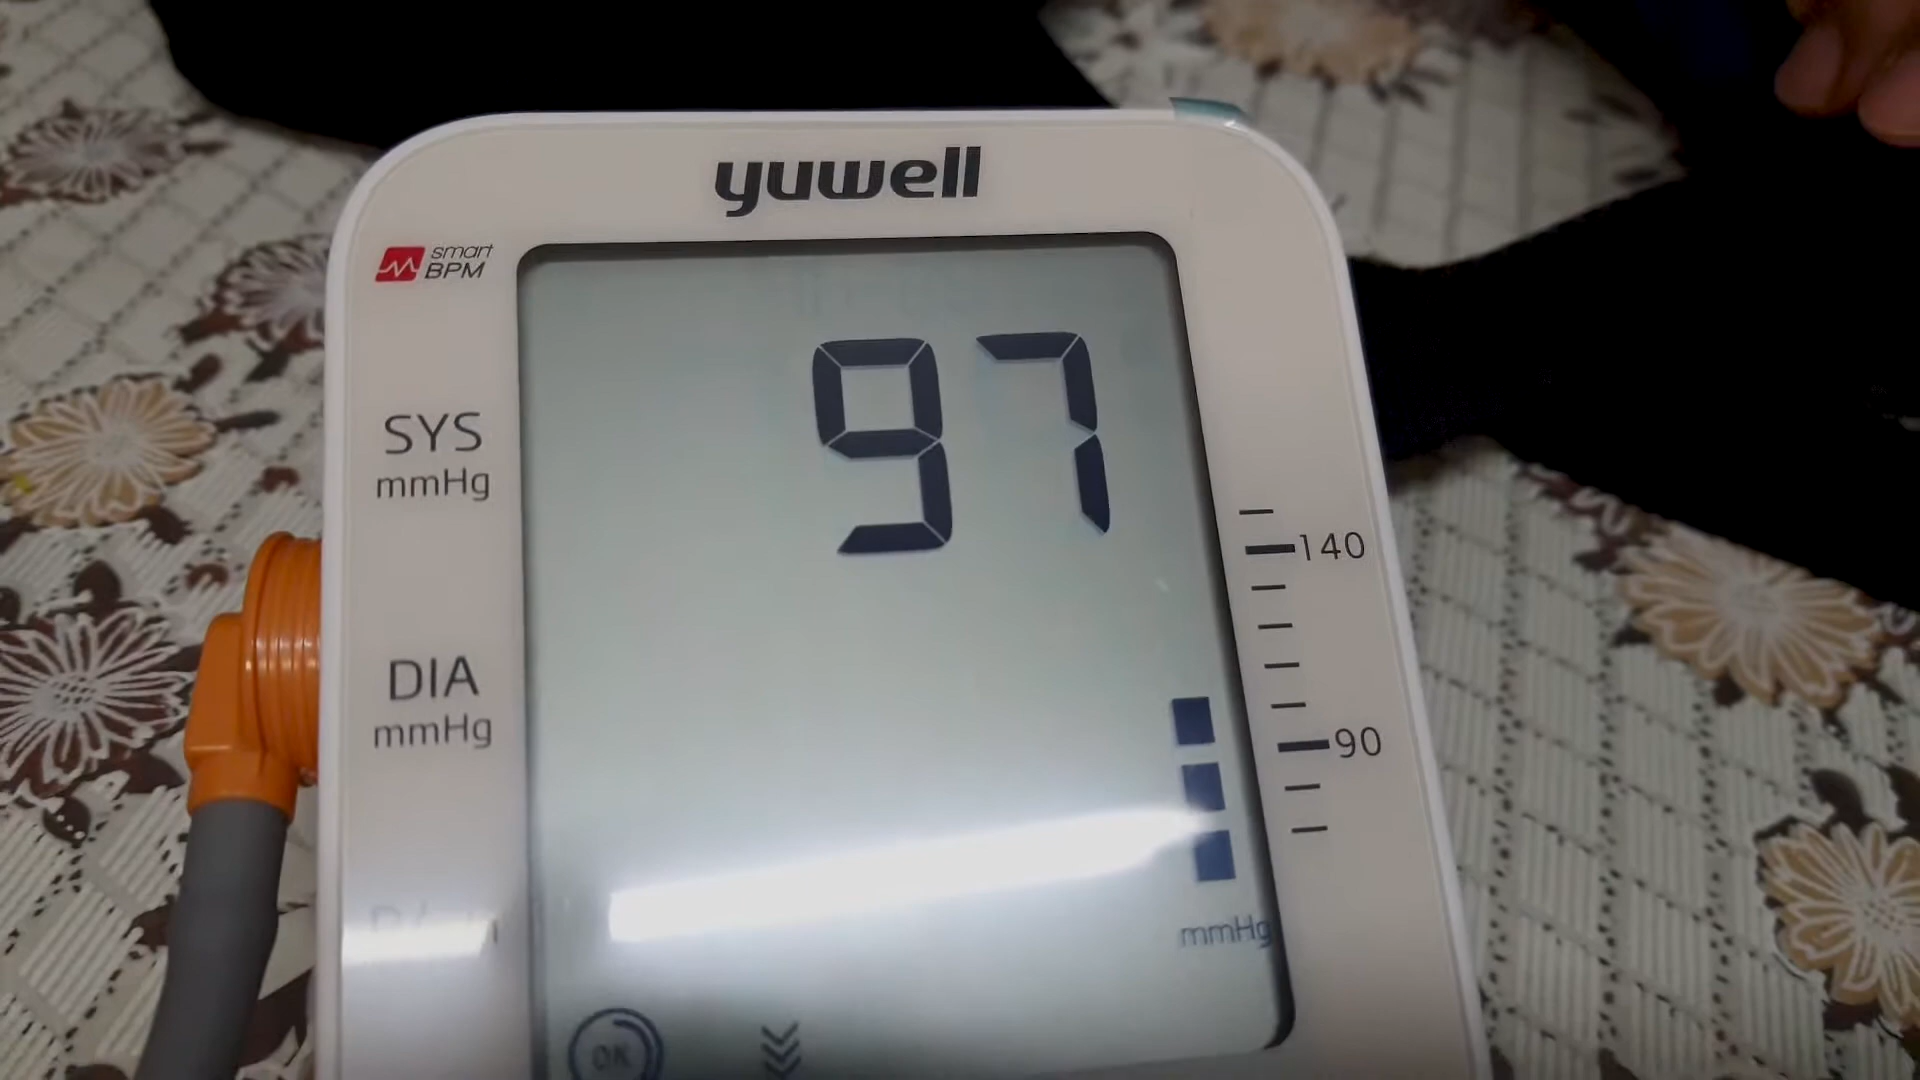 yuwell
smart
BPM
97
SYS
mmHg
140
DIA
mmHg
90
mmHg
OK